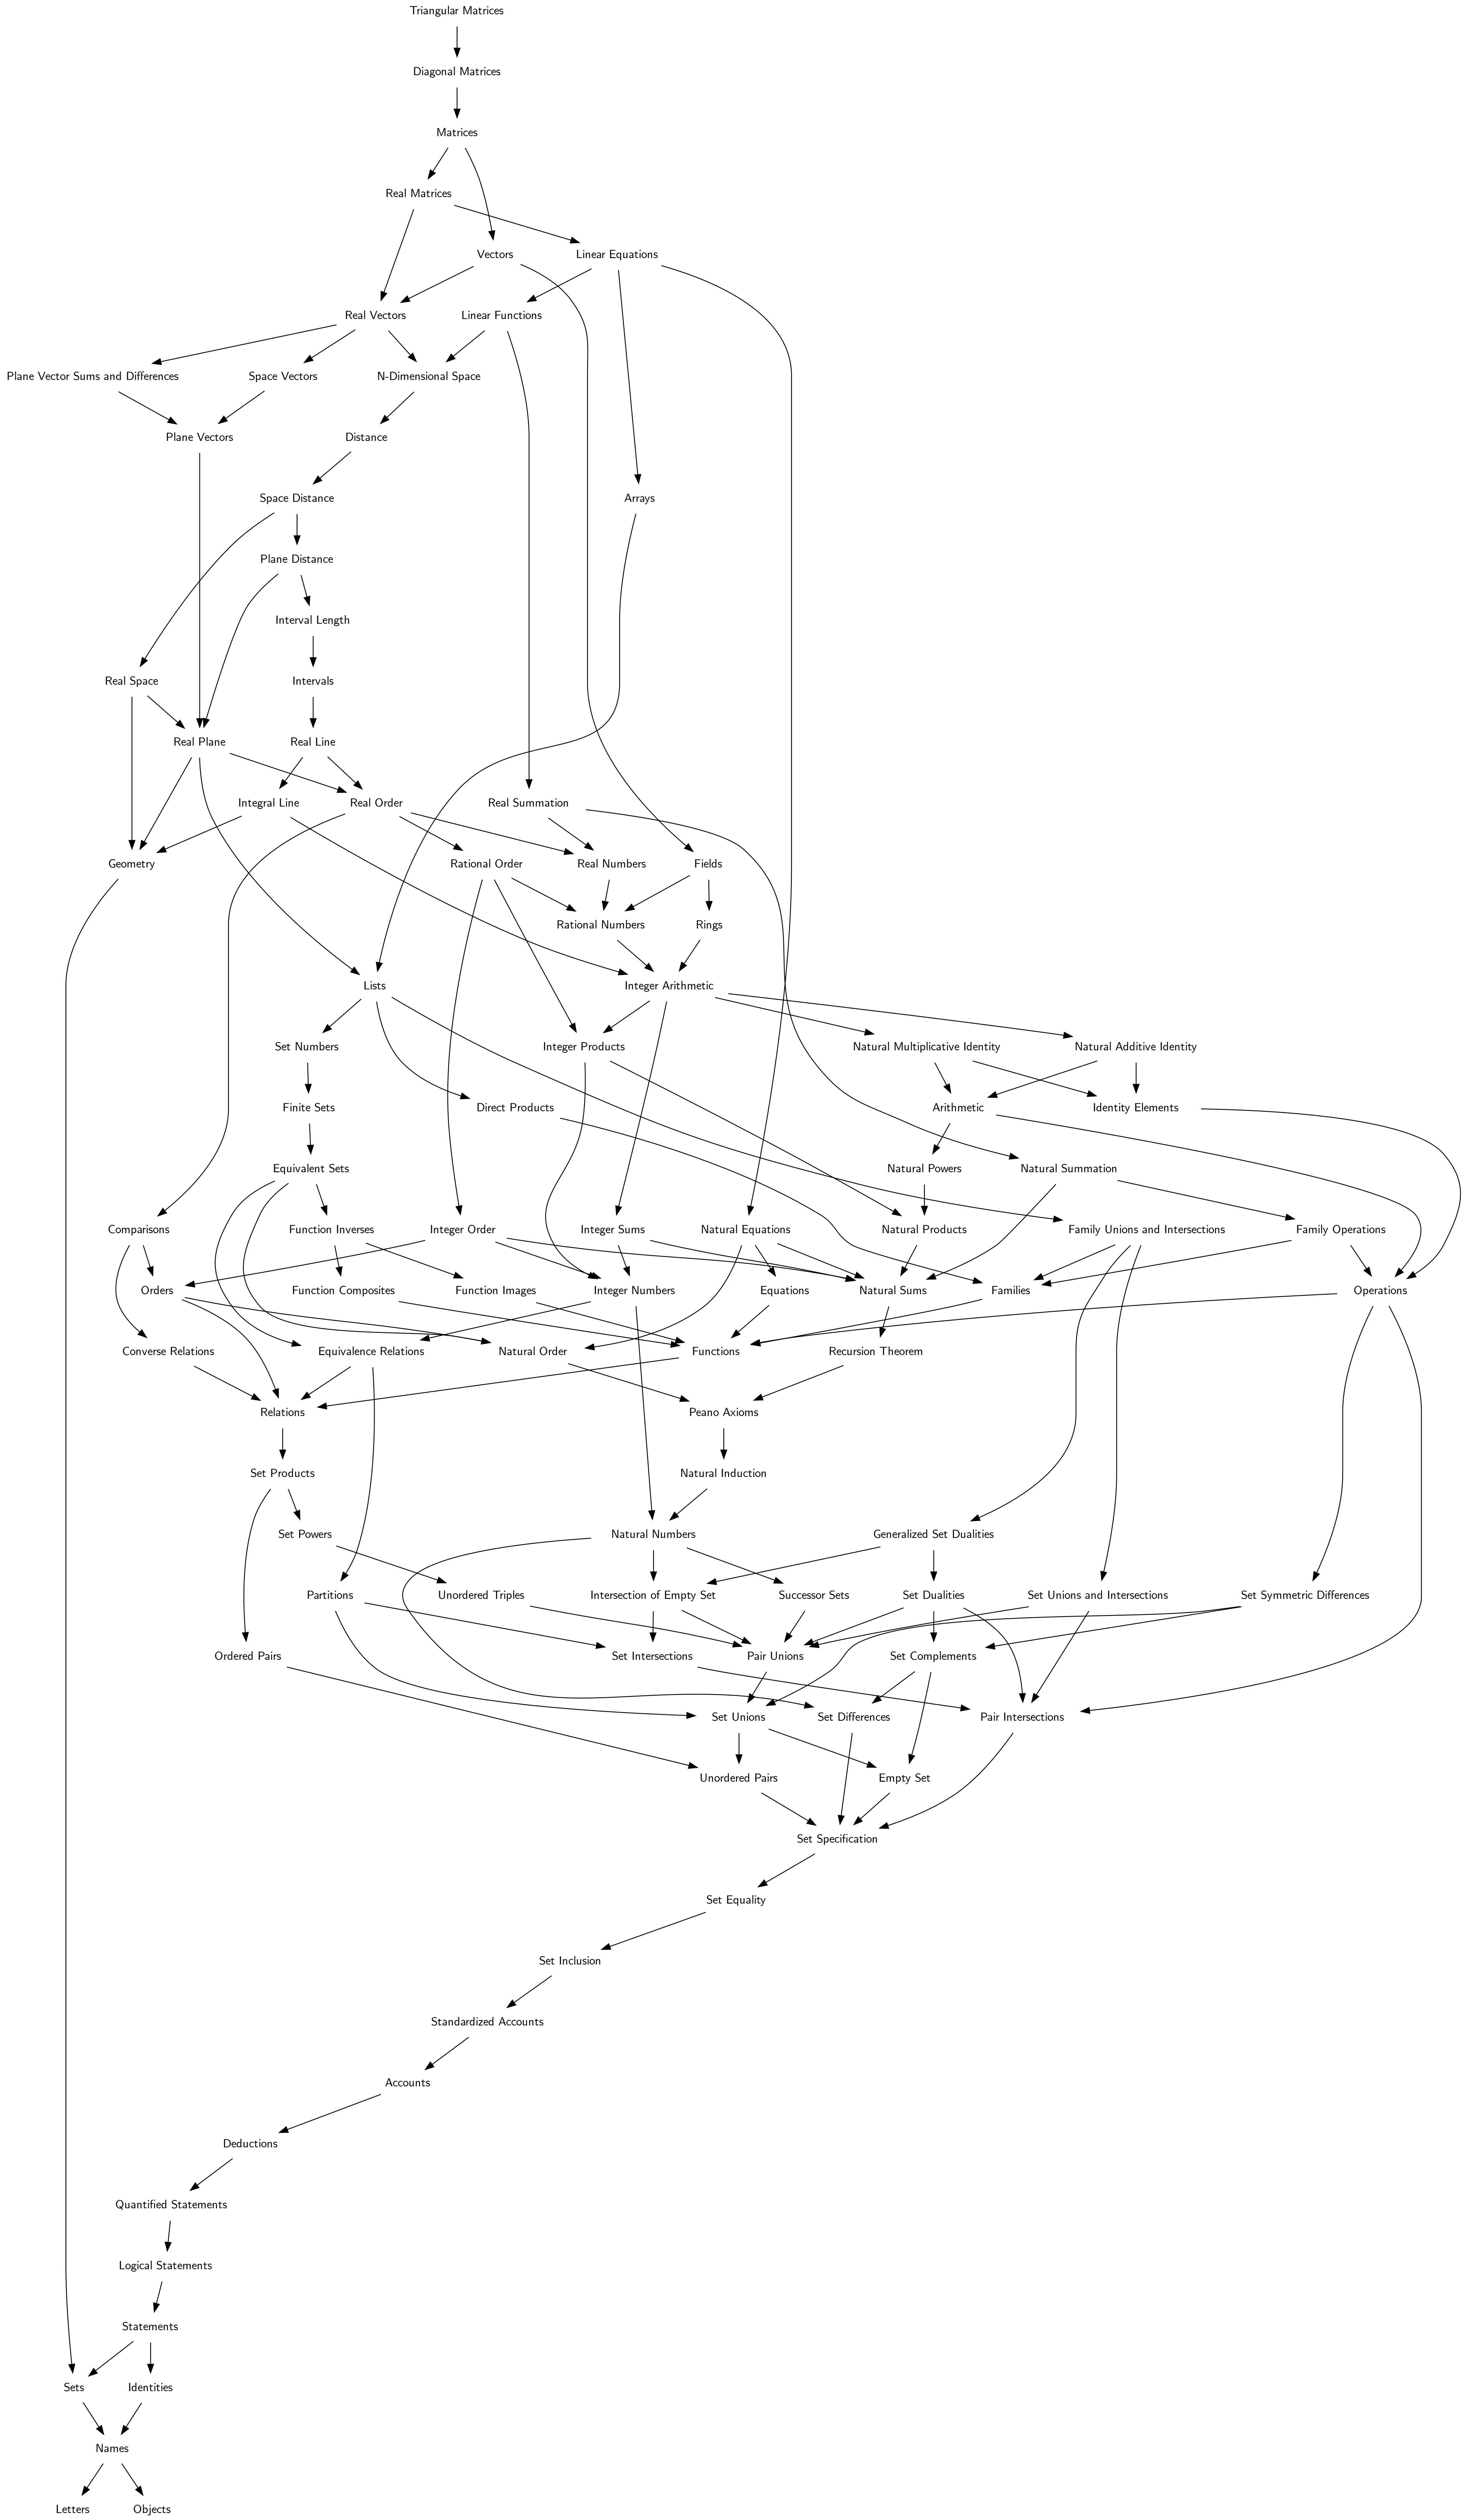 Triangular Matrices
Diagonal Matrices
Matrices
Real Matrices
Vectors
Linear Equations
Real Vectors
Linear Functions
Plane Vector Sums and Differences
Space Vectors
N-Dimensional Space
Plane Vectors
Distance
Space Distance
Arrays
Plane Distance
Interval Length
Real Space
Intervals
Real Plane
Real Line
Integral Line
Real Order
Real Summation
Geometry
Rational Order
Real Numbers
Fields
Rational Numbers
Rings
Lists
Integer Arithmetic
Set Numbers
Integer Products
Natural Multiplicative Identity
Natural Additive Identity
Finite Sets
Direct Products
Arithmetic
Identity Elements
Equivalent Sets
Natural Powers
Natural Summation
Comparisons
Function Inverses
Integer Order
Integer Sums
Natural Equations
Natural Products
Family Unions and Intersections
Family Operations
Orders
Function Composites
Function Images
Integer Numbers
Equations
Natural Sums
Families
Operations
Converse Relations
Equivalence Relations
Natural Order
Functions
Recursion Theorem
Relations
Peano Axioms
Set Products
Natural Induction
Set Powers
Natural Numbers
Generalized Set Dualities
Partitions
Unordered Triples
Intersection of Empty Set
Successor Sets
Set Dualities
Set Unions and Intersections
Set Symmetric Differences
Ordered Pairs
Set Intersections
Pair Unions
Set Complements
Set Unions
Set Differences
Pair Intersections
Unordered Pairs
Empty Set
Set Specification
Set Equality
Set Inclusion
Standardized Accounts
Accounts
Deductions
Quantified Statements
Logical Statements
Statements
Sets
Identities
Names
Letters
Objects